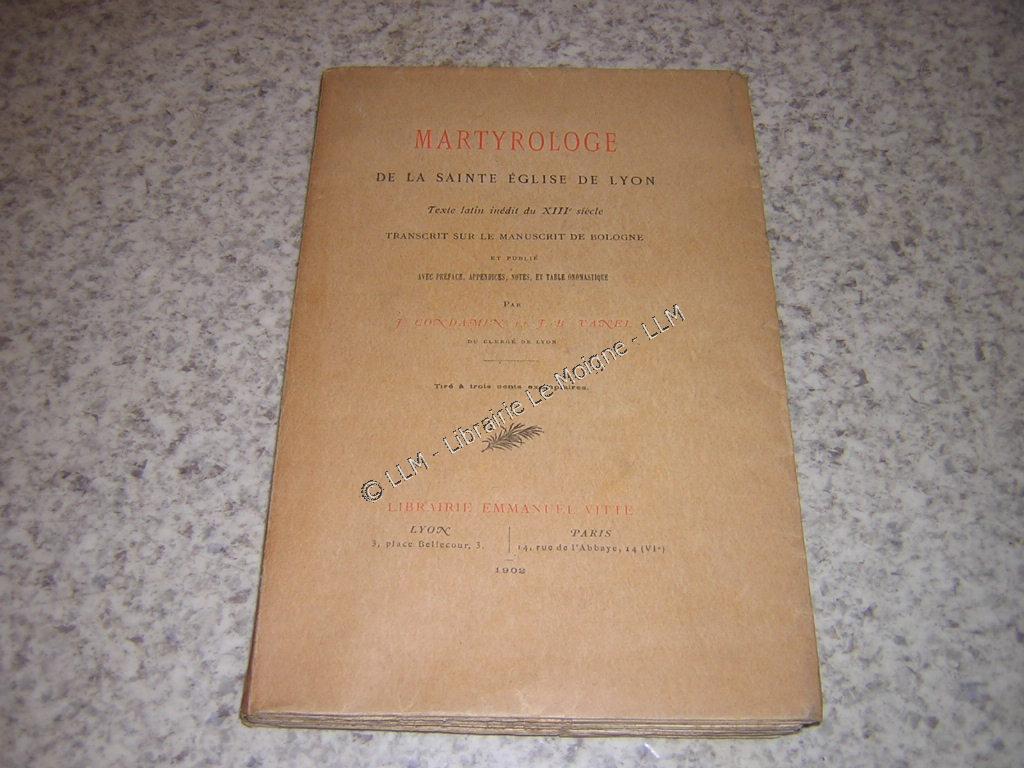 MARTYROLOGE
DE LA SAINTE ÉGLISE DE LYON
Texte latin inédit du XIIIe siècle
TRANSCRIT SUR LE MANUSCRIT DE BOLOGNE
ET PUBLIÉ
AVEC PRÉFACE, APPENDICES, NOTES, ET TABLE ONOMASTIQUE
PAR
J. CONDAMIN ET J.-B. VANEL
DU CLERGÉ DE LYON
Tiré à trois cents exemplaires.
© LLM - Librairie Le Moigne - LLM
LIBRAIRIE EMMANUEL VITTE
LYON
3, place Bellecour, 3.
PARIS
14, rue de l'Abbaye, 14 (VIe)
1902